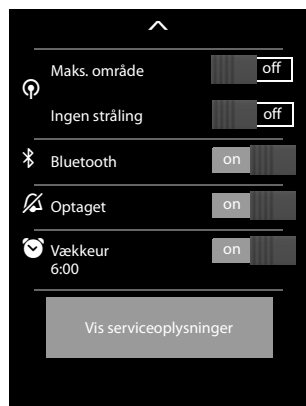 Maks. område off
Ingen stråling off
Bluetooth on
Optaget on
Vækkeur on
6:00
Vis serviceoplysninger